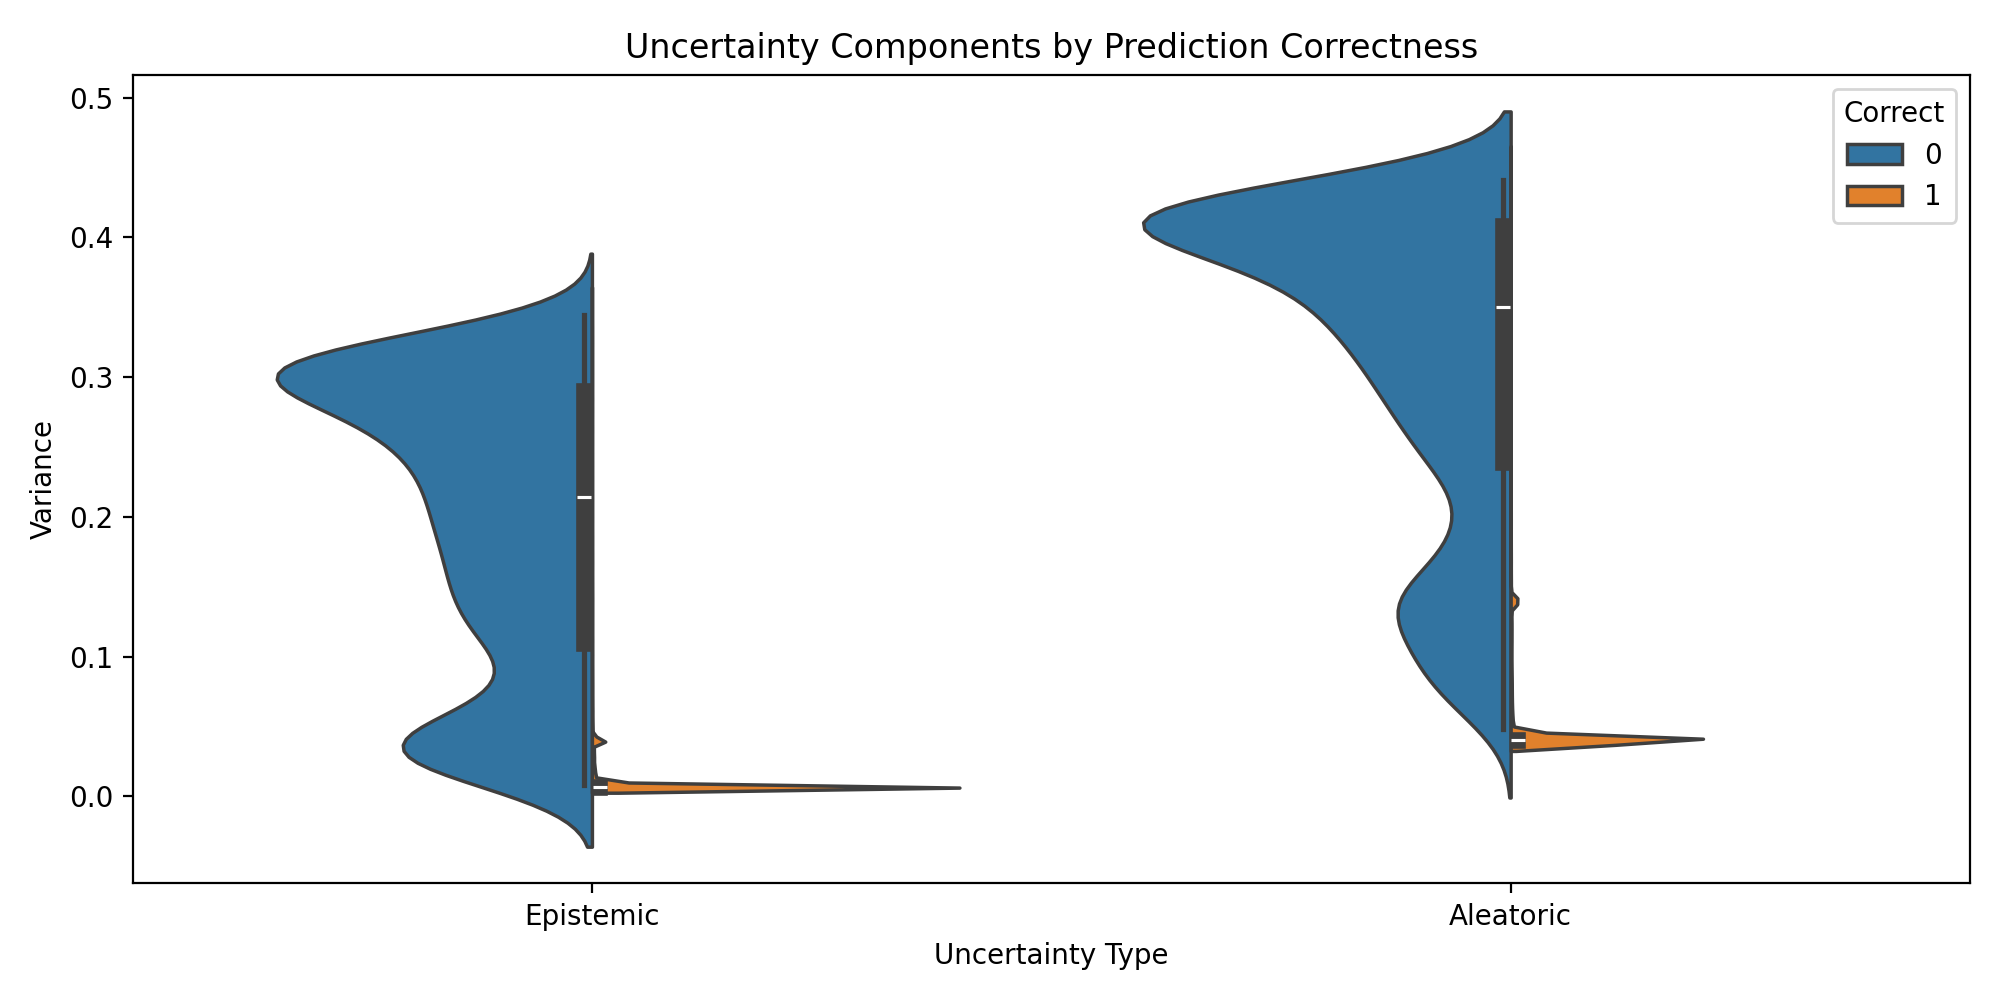 Uncertainty Components by Prediction Correctness
0.5
0.4
0.3
0.2
0.1
0.0
Variance
Correct
0
1
Epistemic
Aleatoric
Uncertainty Type